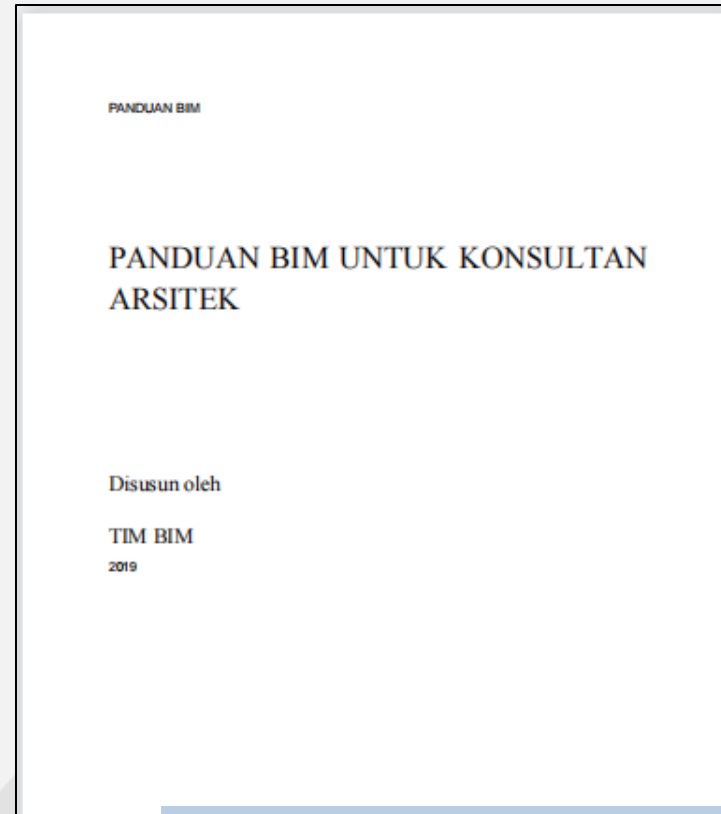 PANDUAN BIM
PANDUAN BIM UNTUK KONSULTAN
ARSITEK
Disusun oleh
TIM BIM
2019